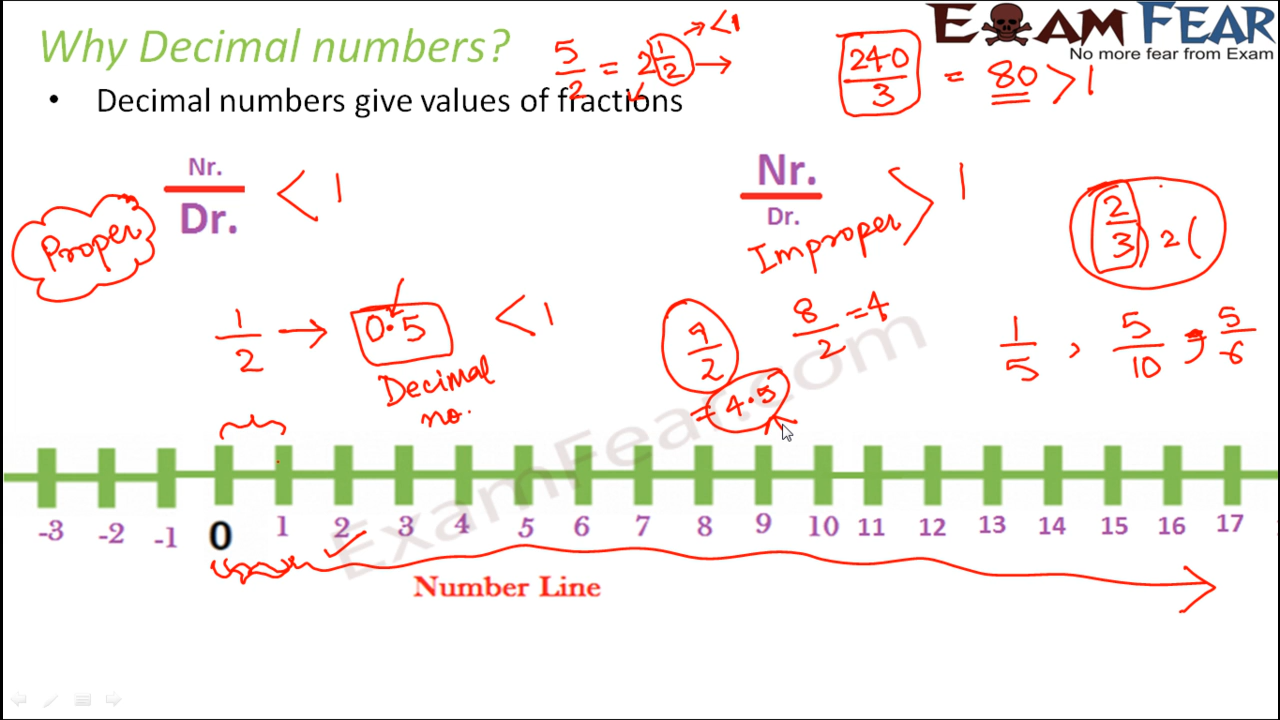 Why Decimal numbers?
5/2 = 2 1/2 → < 1
→
240/3 = 80 > 1
EXAM FEAR
No more fear from Exam
• Decimal numbers give values of fractions
Nr./Dr. < 1
Proper
Nr./Dr. > 1
Improper
2/3 ) 2 (
1/2 → 0.5 < 1
Decimal
no.
9/2
= 4.5
8/2 = 4
1/5 , 5/10 , 5/6
ExamFear.com
-3 -2 -1 0 1 2 3 4 5 6 7 8 9 10 11 12 13 14 15 16 17
Number Line